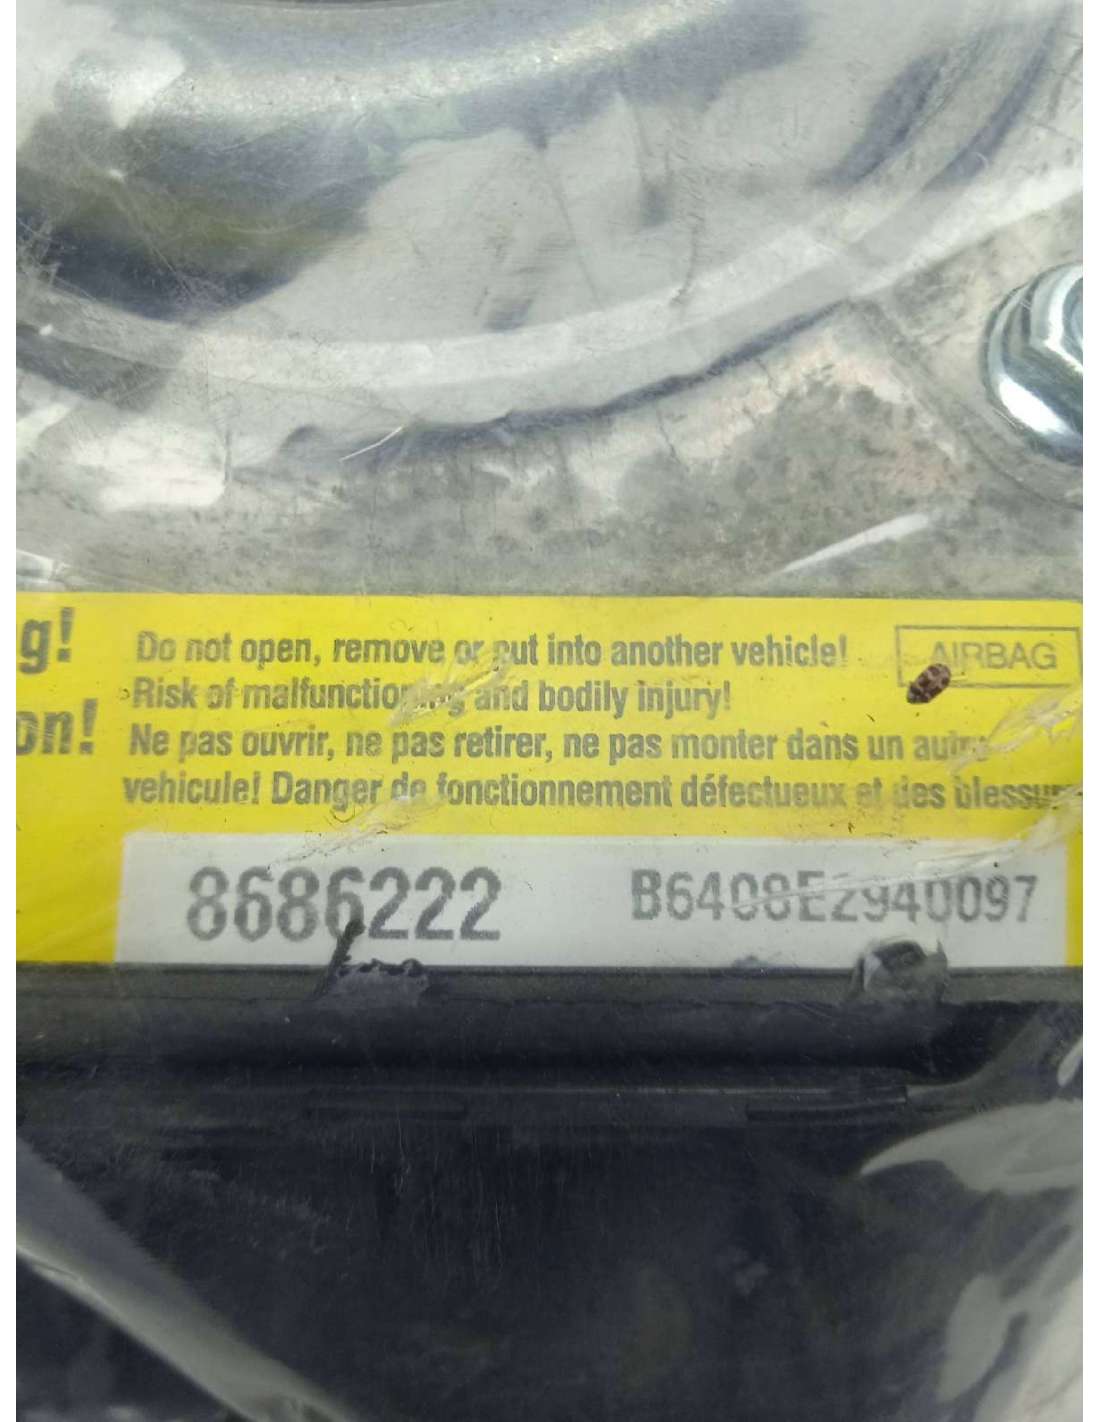 g!
Do not open, remove or put into another vehicle!
AIRBAG
Risk of malfunctioning and bodily injury!
on!
Ne pas ouvrir, ne pas retirer, ne pas monter dans un autre
vehicule! Danger de fonctionnement défectueux et des blessur
8686222
B6408E2940097